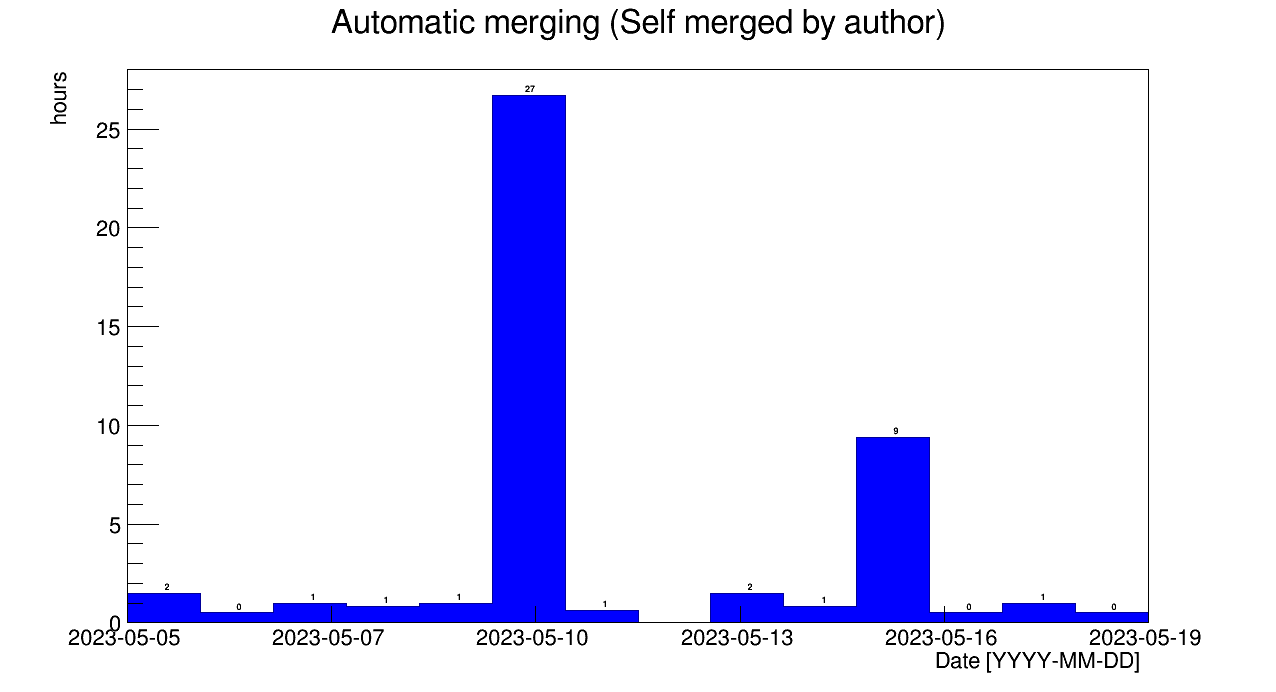 Automatic merging (Self merged by author)
hours
27
25
20
15
10
9
5
2 0 1 1 1 1 2 1 0 1 0
0
2023-05-05 2023-05-07 2023-05-10 2023-05-13 2023-05-16 2023-05-19
Date [YYYY-MM-DD]